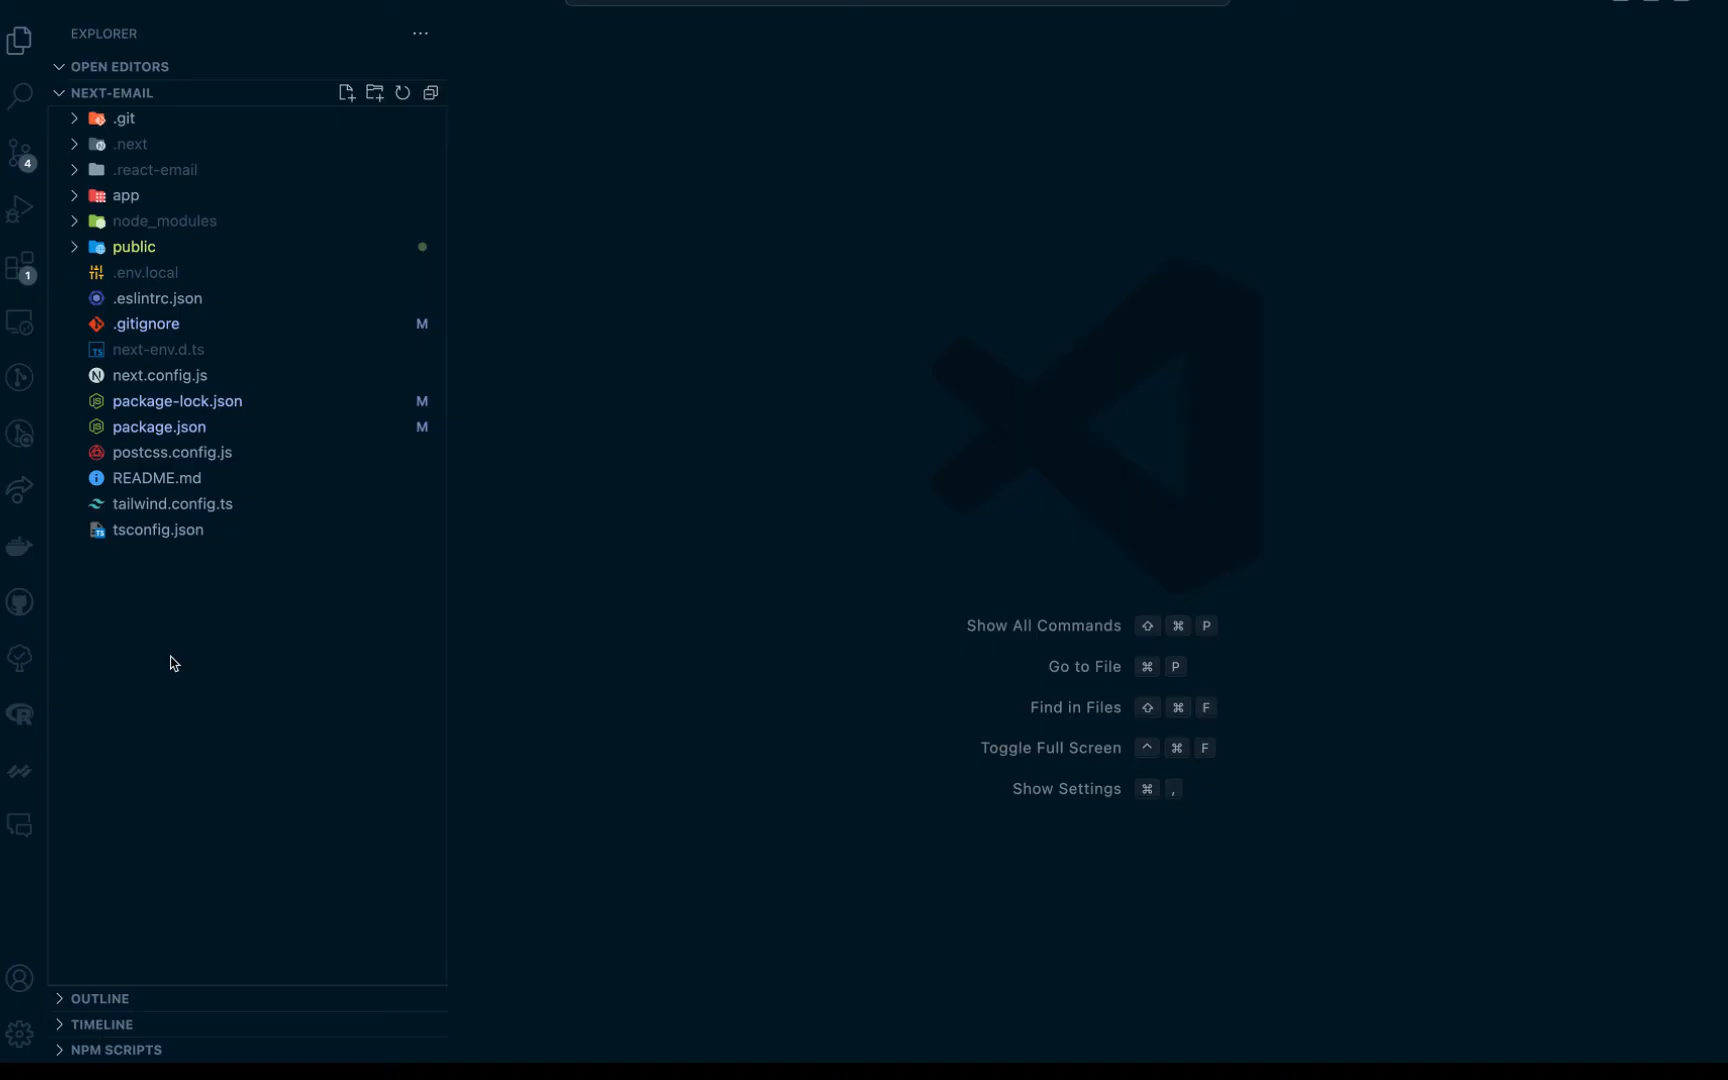 EXPLORER
OPEN EDITORS
NEXT-EMAIL
.git
.next
.react-email
app
node_modules
public
.env.local
.eslintrc.json
.gitignore M
next-env.d.ts
next.config.js
package-lock.json M
package.json M
postcss.config.js
README.md
tailwind.config.ts
tsconfig.json
4
1
Show All Commands ⇧ ⌘ P
Go to File ⌘ P
Find in Files ⇧ ⌘ F
Toggle Full Screen ^ ⌘ F
Show Settings ⌘ ,
OUTLINE
TIMELINE
NPM SCRIPTS